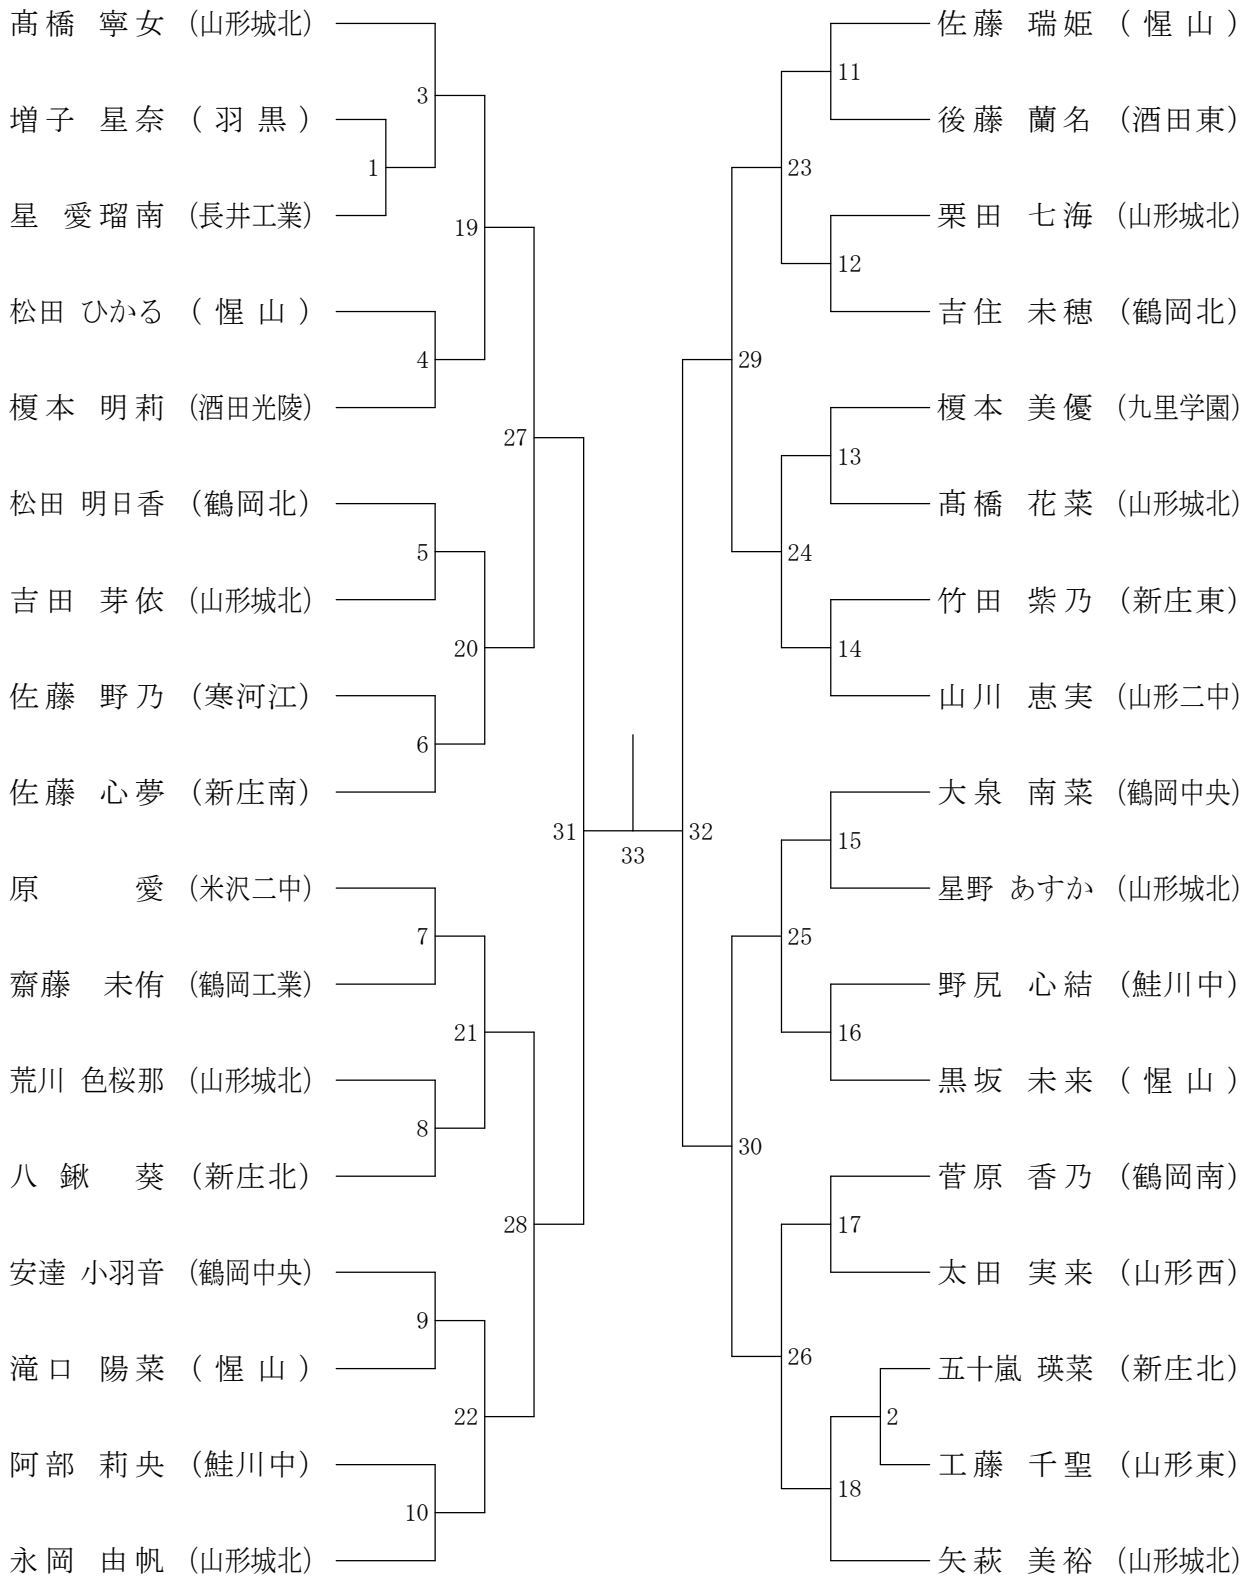 髙橋 寧女 (山形城北)
増子 星奈 (羽黒)
星 愛瑠南 (長井工業)
松田 ひかる (惺山)
榎本 明莉 (酒田光陵)
松田 明日香 (鶴岡北)
吉田 芽依 (山形城北)
佐藤 野乃 (寒河江)
佐藤 心夢 (新庄南)
原 愛 (米沢二中)
齋藤 未侑 (鶴岡工業)
荒川 色桜那 (山形城北)
八鍬 葵 (新庄北)
安達 小羽音 (鶴岡中央)
滝口 陽菜 (惺山)
阿部 莉央 (鮭川中)
永岡 由帆 (山形城北)
1
3
4
5
6
7
8
9
10
19
20
21
22
27
28
31
33
32
29
30
23
24
25
26
11
12
13
14
15
16
17
18
2
佐藤 瑞姫 (惺山)
後藤 蘭名 (酒田東)
栗田 七海 (山形城北)
吉住 未穂 (鶴岡北)
榎本 美優 (九里学園)
髙橋 花菜 (山形城北)
竹田 紫乃 (新庄東)
山川 恵実 (山形二中)
大泉 南菜 (鶴岡中央)
星野 あすか (山形城北)
野尻 心結 (鮭川中)
黒坂 未来 (惺山)
菅原 香乃 (鶴岡南)
太田 実来 (山形西)
五十嵐 瑛菜 (新庄北)
工藤 千聖 (山形東)
矢萩 美裕 (山形城北)